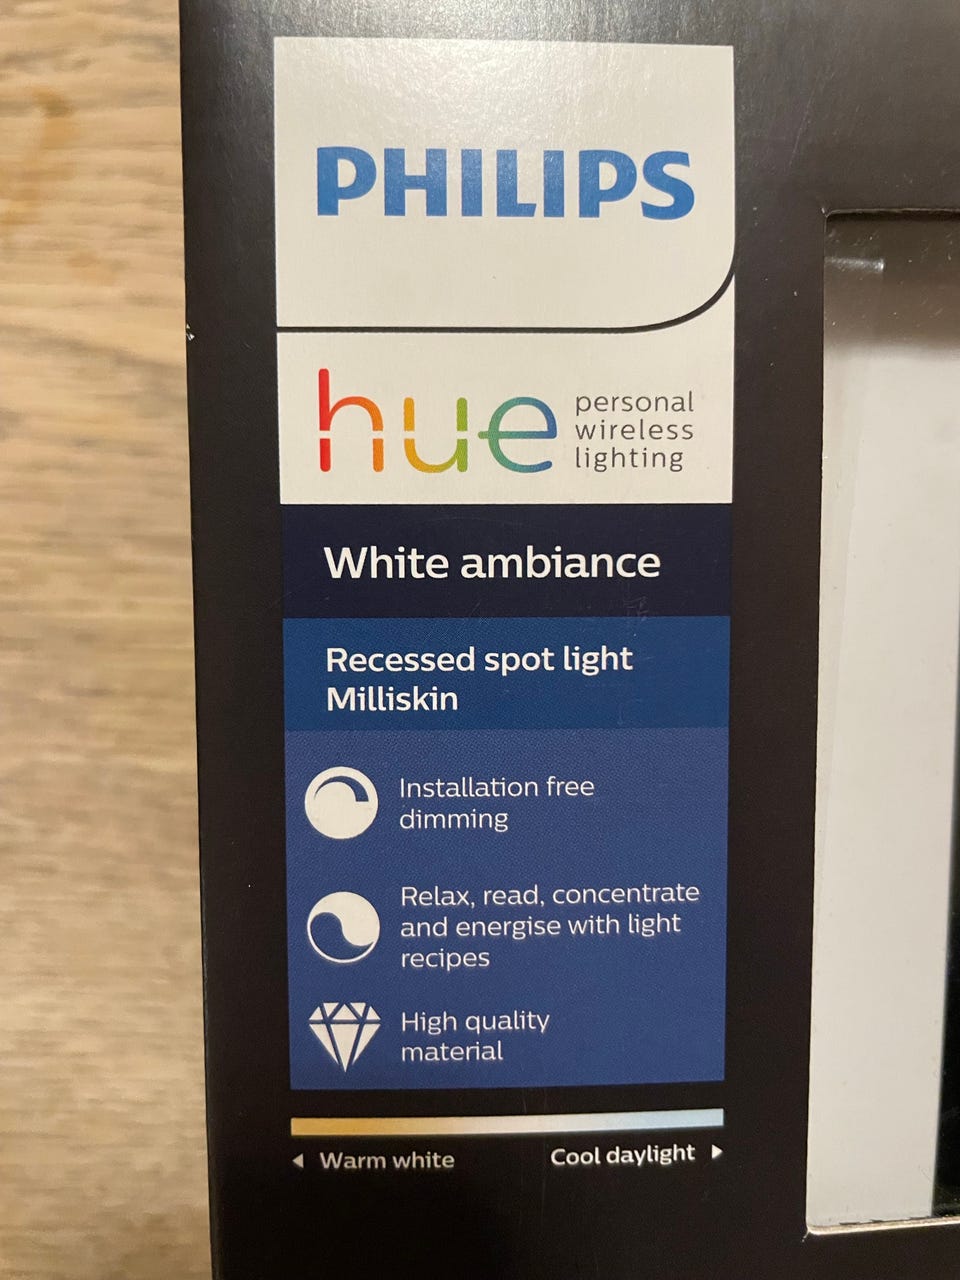 PHILIPS
hue
personal
wireless
lighting
White ambiance
Recessed spot light
Milliskin
Installation free
dimming
Relax, read, concentrate
and energise with light
recipes
High quality
material
Warm white
Cool daylight